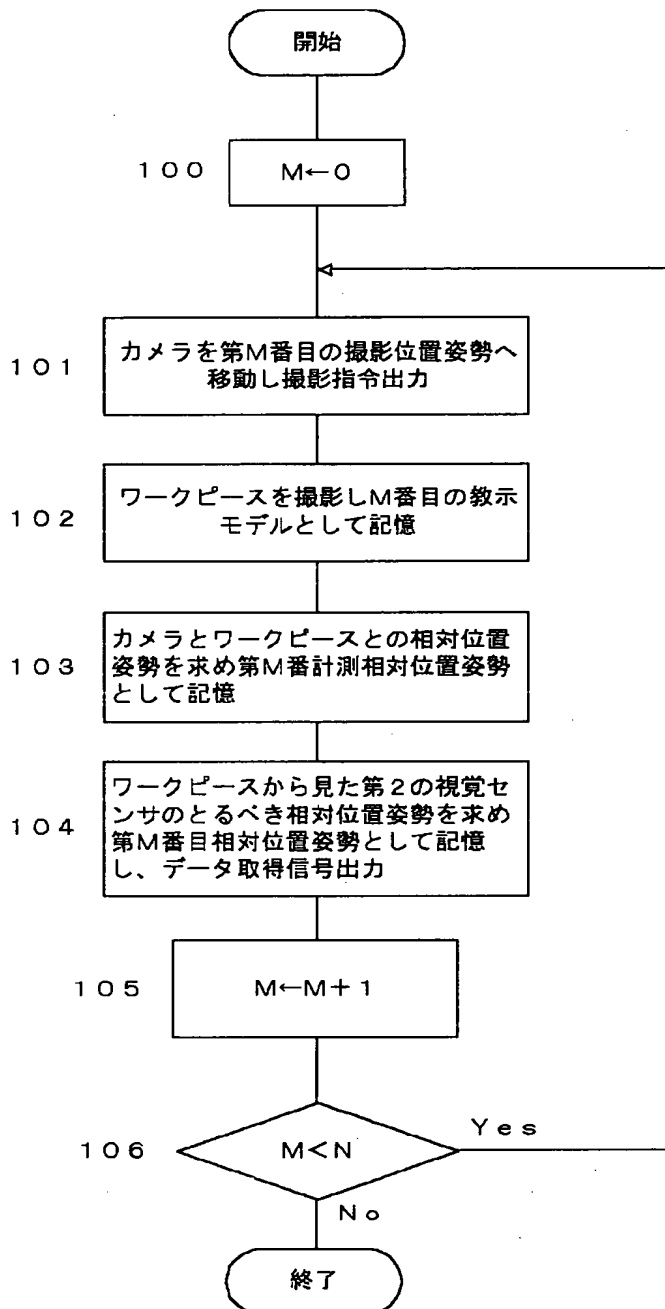 開始
100
M←0
101
カメラを第M番目の撮影位置姿勢へ
移動し撮影指令出力
102
ワークピースを撮影しM番目の教示
モデルとして記憶
103
カメラとワークピースとの相対位置
姿勢を求め第M番計測相対位置姿勢
として記憶
104
ワークピースから見た第2の視覚セ
ンサのとるべき相対位置姿勢を求め
第M番目相対位置姿勢として記憶
し、データ取得信号出力
105
M←M+1
106
M<N
Yes
No
終了